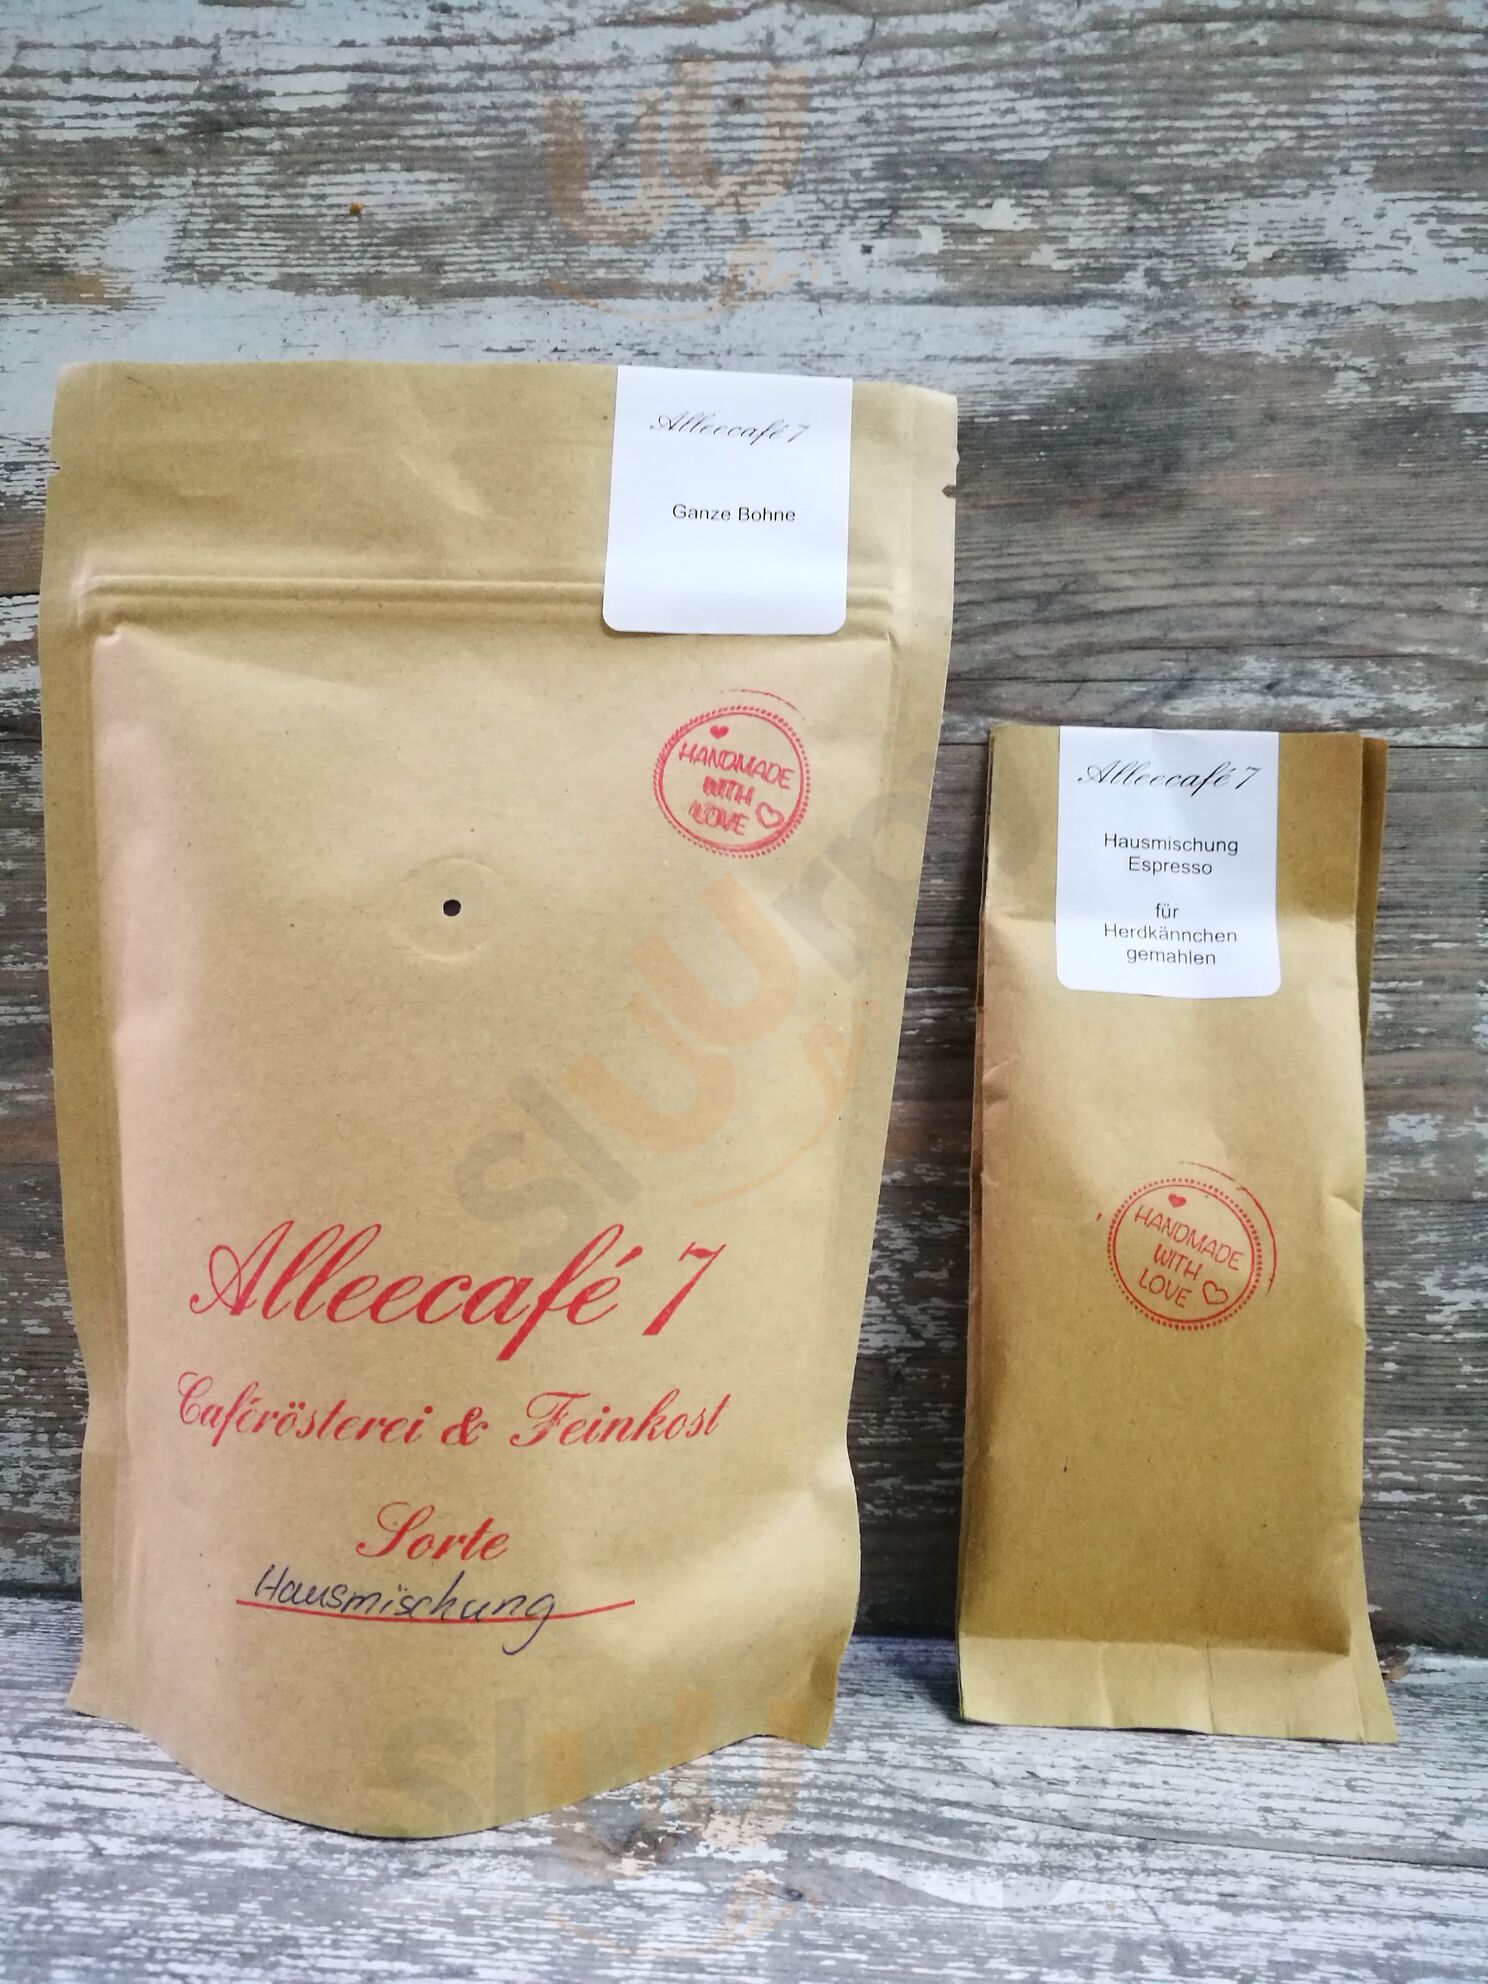 Alleecafé 7
Ganze Bohne
HANDMADE
WITH
LOVE
Alleecafé 7
Caférösterei & Feinkost
Sorte
Hausmischung
Alleecafé 7
Hausmischung
Espresso
für
Herdkännchen
gemahlen
HANDMADE
WITH
LOVE
sluurpy